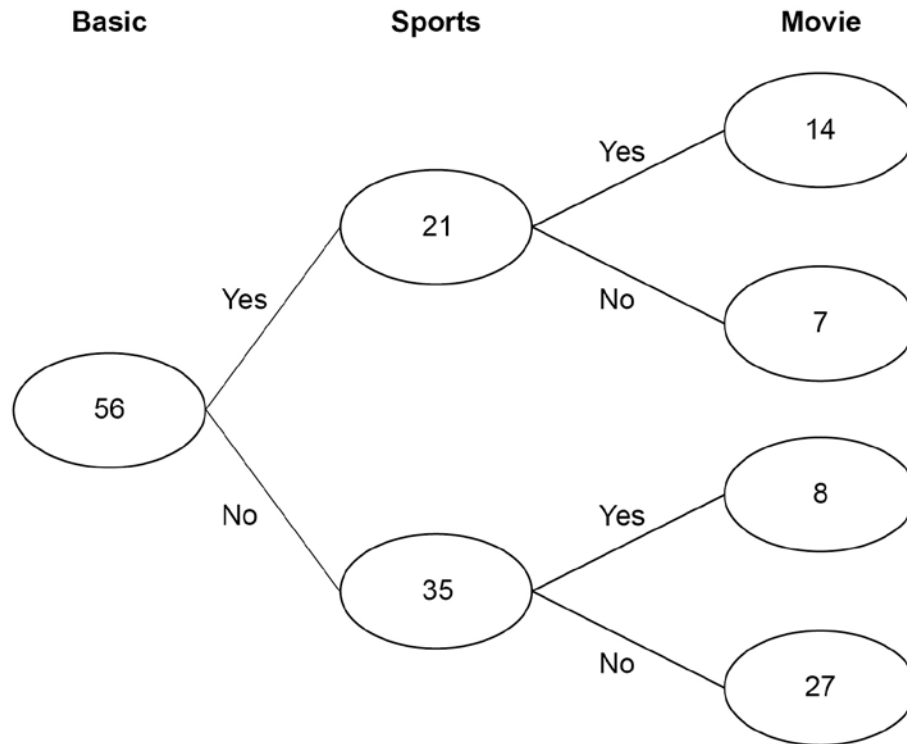 Basic Sports Movie
14
Yes
21
No
7
Yes
56
No
8
Yes
35
No
27